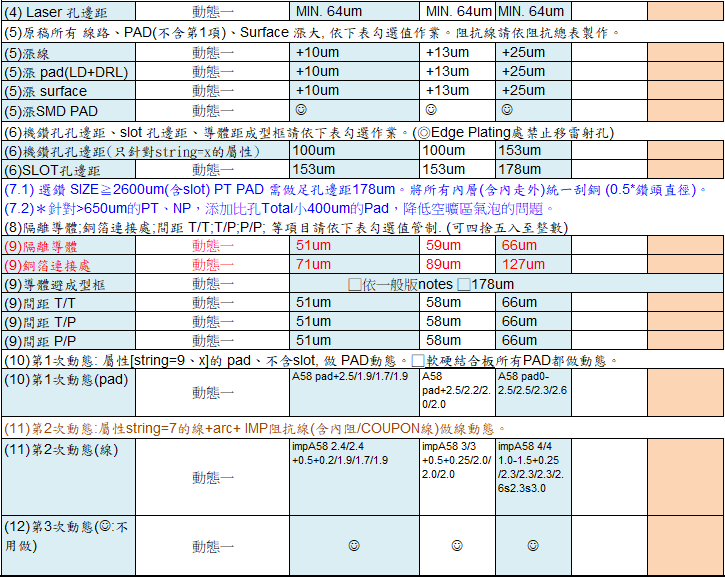 (4) Laser 孔邊距 動態一 MIN. 64um MIN. 64um MIN. 64um
(5)原稿所有 線路、PAD(不含第1項)、Surface 漲大, 依下表勾選值作業。阻抗線請依阻抗總表製作。
(5)漲線 動態一 +10um +13um +25um
(5)漲 pad(LD+DRL) 動態一 +10um +13um +25um
(5)漲 surface 動態一 +10um +13um +25um
(5)漲SMD PAD 動態一 ☺ ☺ ☺
(6)機鑽孔孔邊距、slot 孔邊距、導體距成型框請依下表勾選作業。(◎Edge Plating處禁止移雷射孔)
(6)機鑽孔孔邊距(只針對string=x的屬性) 動態一 100um 100um 153um
(6)SLOT孔邊距 動態一 153um 153um 178um
(7.1) 選鑽 SIZE≧2600um(含slot) PT PAD 需做足孔邊距178um。將所有內層(含內走外)統一刮銅 (0.5*鑽頭直徑)。
(7.2)＊針對>650um的PT、NP，添加比孔Total小400um的Pad，降低空曠區氣泡的問題。
(8)隔離導體;銅箔連接處;間距 T/T;T/P;P/P; 等項目請依下表勾選值管制. (可四捨五入至整數)
(9)隔離導體 動態一 51um 59um 66um
(9)銅箔連接處 動態一 71um 89um 127um
(9)導體避成型框 動態一 □依一般版notes □178um
(9)間距 T/T 動態一 51um 58um 66um
(9)間距 T/P 動態一 51um 58um 66um
(9)間距 P/P 動態一 51um 58um 66um
(10)第1次動態: 屬性[string=9、x]的 pad、不含slot, 做 PAD動態。□軟硬結合板所有PAD都做動態。
(10)第1次動態(pad) 動態一 A58 pad+2.5/1.9/1.7/1.9 A58 A58 pad0-
pad+2.5/2.2/2. 2.5/2.5/2.3/2.6
0/2.0
(11)第2次動態:屬性string=7的線+arc+ IMP阻抗線(含內阻/COUPON線)做線動態。
(11)第2次動態(線) 動態一 impA58 2.4/2.4 impA58 3/3 impA58 4/4
+0.5+0.2/1.9/1.7/1.9 +0.5+0.25/2.0/ 1.0-1.5+0.25
2.0/2.0 /2.3/2.3/2.3/2.
6s2.3s3.0
(12)第3次動態(☺:不
用做) 動態一 ☺ ☺ ☺